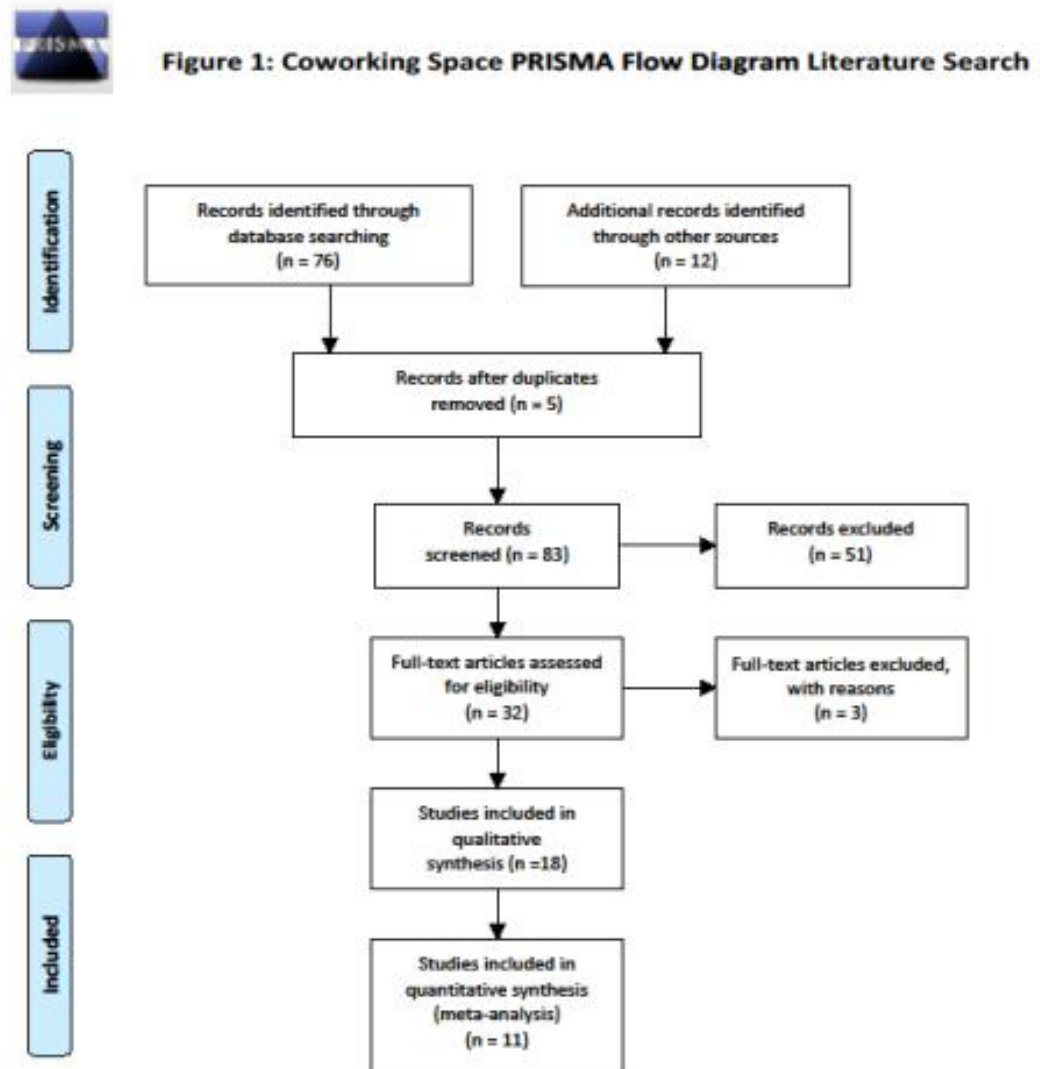 PRISMA
Figure 1: Coworking Space PRISMA Flow Diagram Literature Search
Identification
Records identified through
database searching
(n = 76)
Additional records identified
through other sources
(n = 12)
Records after duplicates
removed (n = 5)
Screening
Records
screened (n = 83)
Records excluded
(n = 51)
Eligibility
Full-text articles assessed
for eligibility
(n = 32)
Full-text articles excluded,
with reasons
(n = 3)
Studies included in
qualitative
synthesis (n =18)
Included
Studies included in
quantitative synthesis
(meta-analysis)
(n = 11)